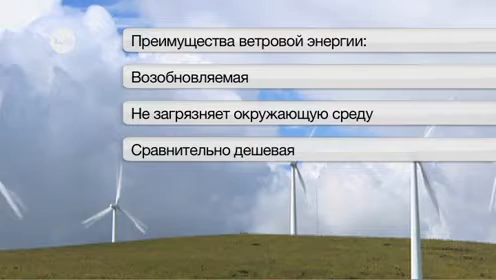 Преимущества ветровой энергии:
Возобновляемая
Не загрязняет окружающую среду
Сравнительно дешевая